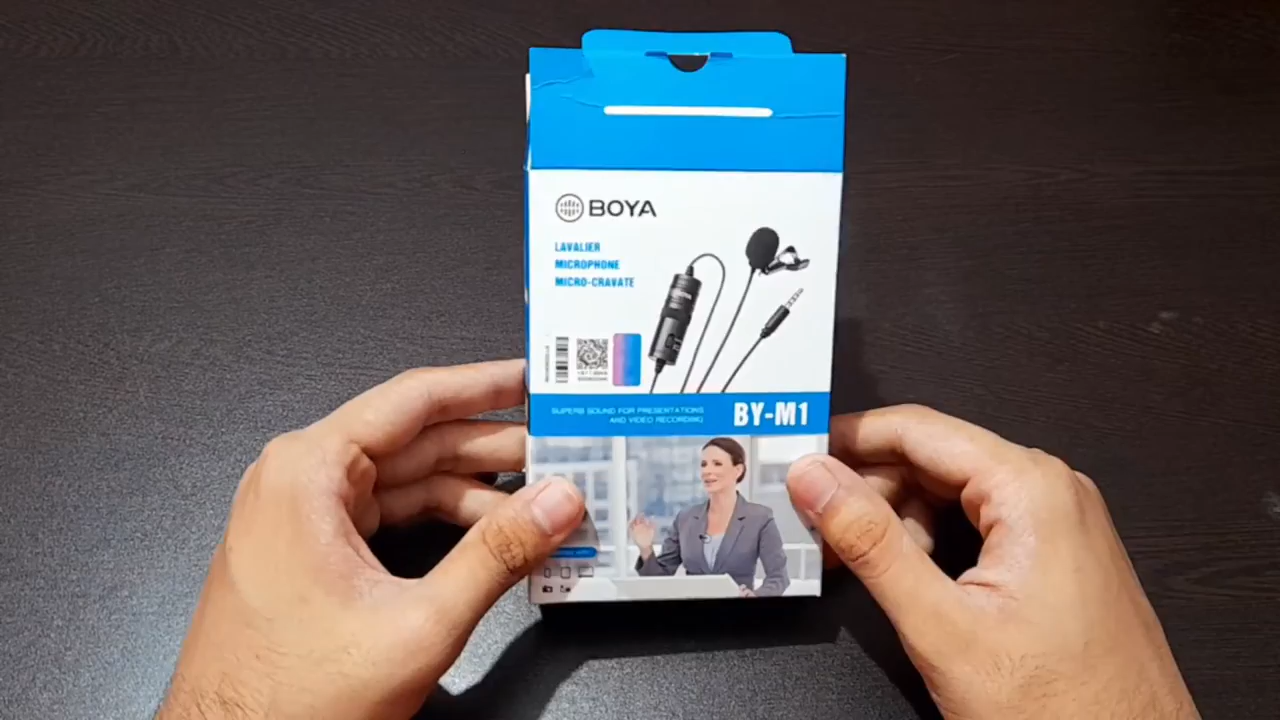 BOYA
LAVALIER
MICROPHONE
MICRO-CRAVATE
SUPERB SOUND FOR PRESENTATIONS
AND VIDEO RECORDING
BY-M1